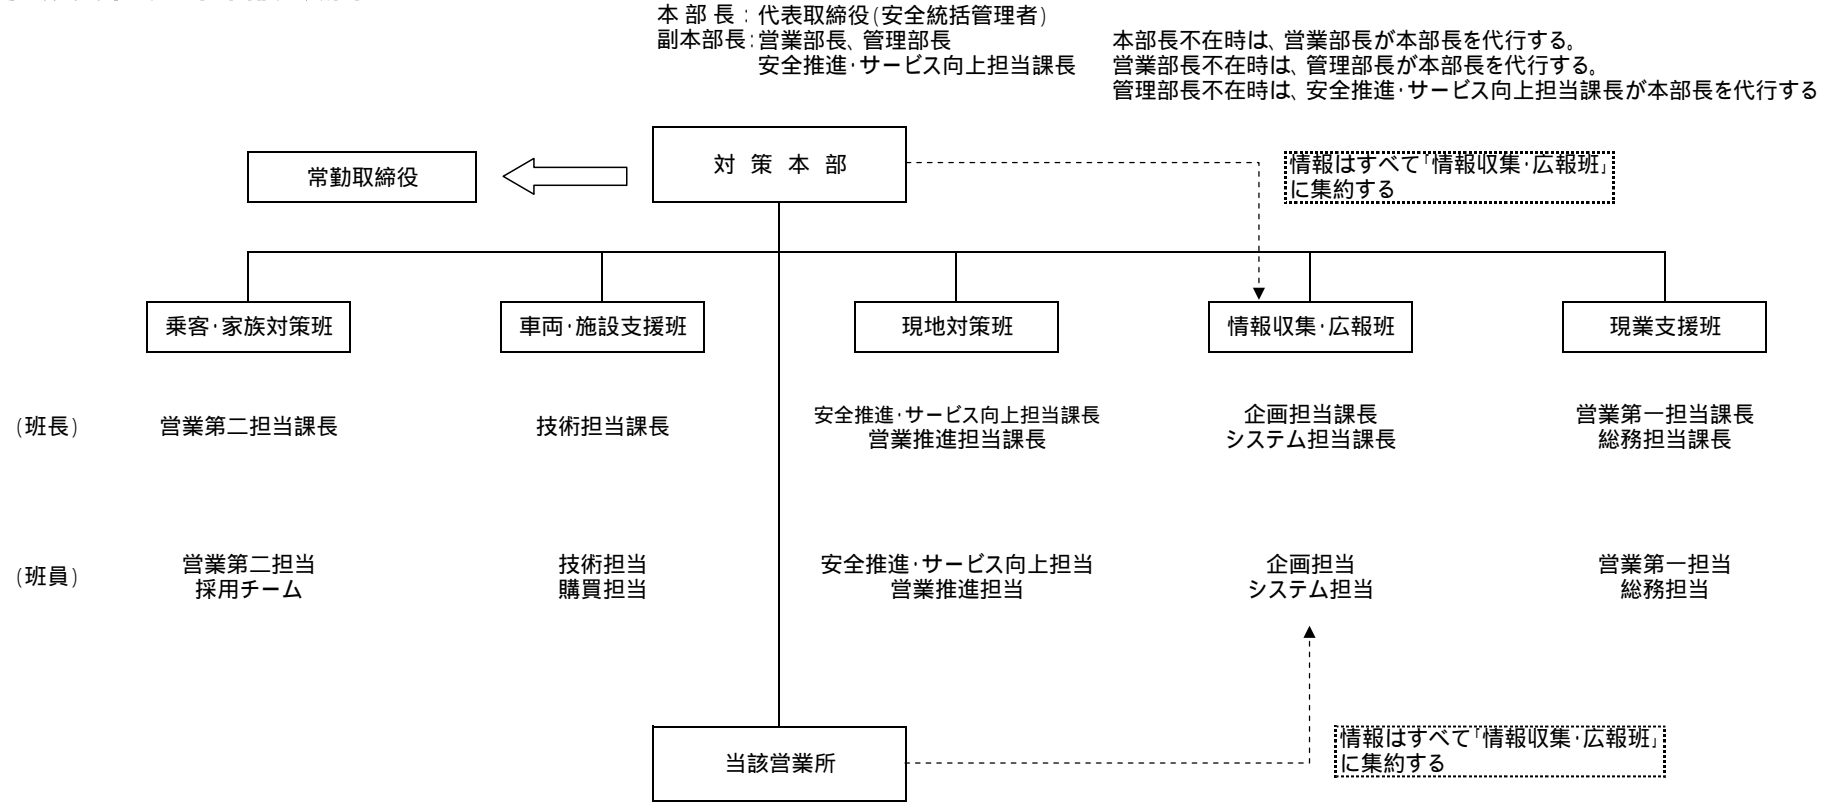 本部長：代表取締役(安全統括管理者)
副本部長：営業部長、管理部長
安全推進・サービス向上担当課長
本部長不在時は、営業部長が本部長を代行する。
営業部長不在時は、管理部長が本部長を代行する。
管理部長不在時は、安全推進・サービス向上担当課長が本部長を代行する
対策本部
常勤取締役
情報はすべて「情報収集・広報班」
に集約する
乗客・家族対策班
車両・施設支援班
現地対策班
情報収集・広報班
現業支援班
(班長)
営業第二担当課長
技術担当課長
安全推進・サービス向上担当課長
営業推進担当課長
企画担当課長
システム担当課長
営業第一担当課長
総務担当課長
(班員)
営業第二担当
採用チーム
技術担当
購買担当
安全推進・サービス向上担当
営業推進担当
企画担当
システム担当
営業第一担当
総務担当
当該営業所
情報はすべて「情報収集・広報班」
に集約する